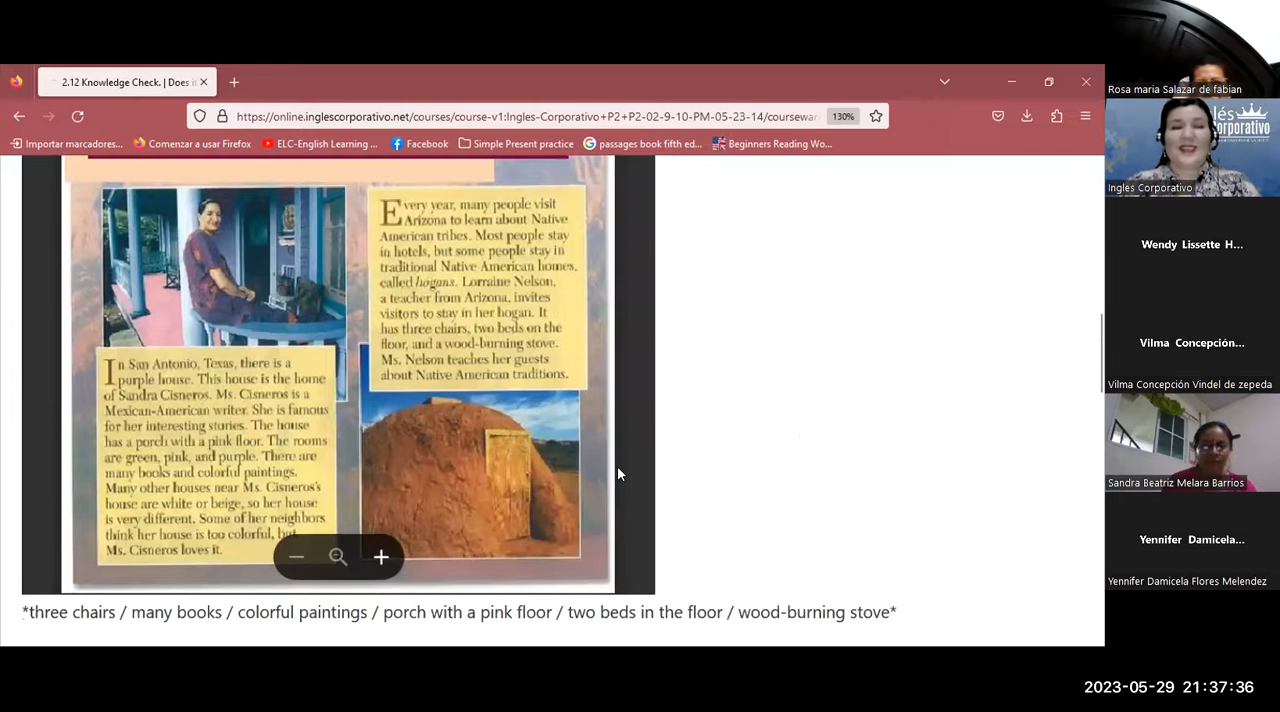 2.12 Knowledge Check. | Does i
https://online.inglescorporativo.net/courses/course-v1:Ingles-Corporativo+P2+P2-02-9-10-PM-05-23-14/coursewar
130%
Importar marcadores...
Comenzar a usar Firefox
ELC-English Learning ...
Facebook
Simple Present practice
passages book fifth ed...
Beginners Reading Wo...
Every year, many people visit
Arizona to learn about Native
American tribes. Most people stay
in hotels, but some people stay in
traditional Native American homes,
called hogans. Lorraine Nelson,
a teacher from Arizona, invites
visitors to stay in her hogan. It
has three chairs, two beds on the
floor, and a wood-burning stove.
Ms. Nelson teaches her guests
about Native American traditions.
In San Antonio, Texas, there is a
purple house. This house is the home
of Sandra Cisneros. Ms. Cisneros is a
Mexican-American writer. She is famous
for her interesting stories. The house
has a porch with a pink floor. The rooms
are green, pink, and purple. There are
many books and colorful paintings.
Many other houses near Ms. Cisneros's
house are white or beige, so her house
is very different. Some of her neighbors
think her house is too colorful, but
Ms. Cisneros loves it.
*three chairs / many books / colorful paintings / porch with a pink floor / two beds in the floor / wood-burning stove*
Rosa maria Salazar de fabian
lés
corporativo
Ingles Corporativo
Wendy Lissette H...
Vilma Concepción...
Vilma Concepción Vindel de zepeda
Sandra Beatriz Melara Barrios
Yennifer Damicela...
Yennifer Damicela Flores Melendez
2023-05-29 21:37:36